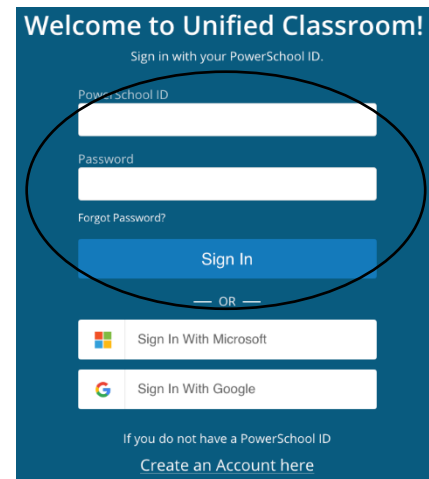 Welcome to Unified Classroom!
Sign in with your PowerSchool ID.
PowerSchool ID
Password
Forgot Password?
Sign In
OR
Sign In With Microsoft
Sign In With Google
If you do not have a PowerSchool ID
Create an Account here